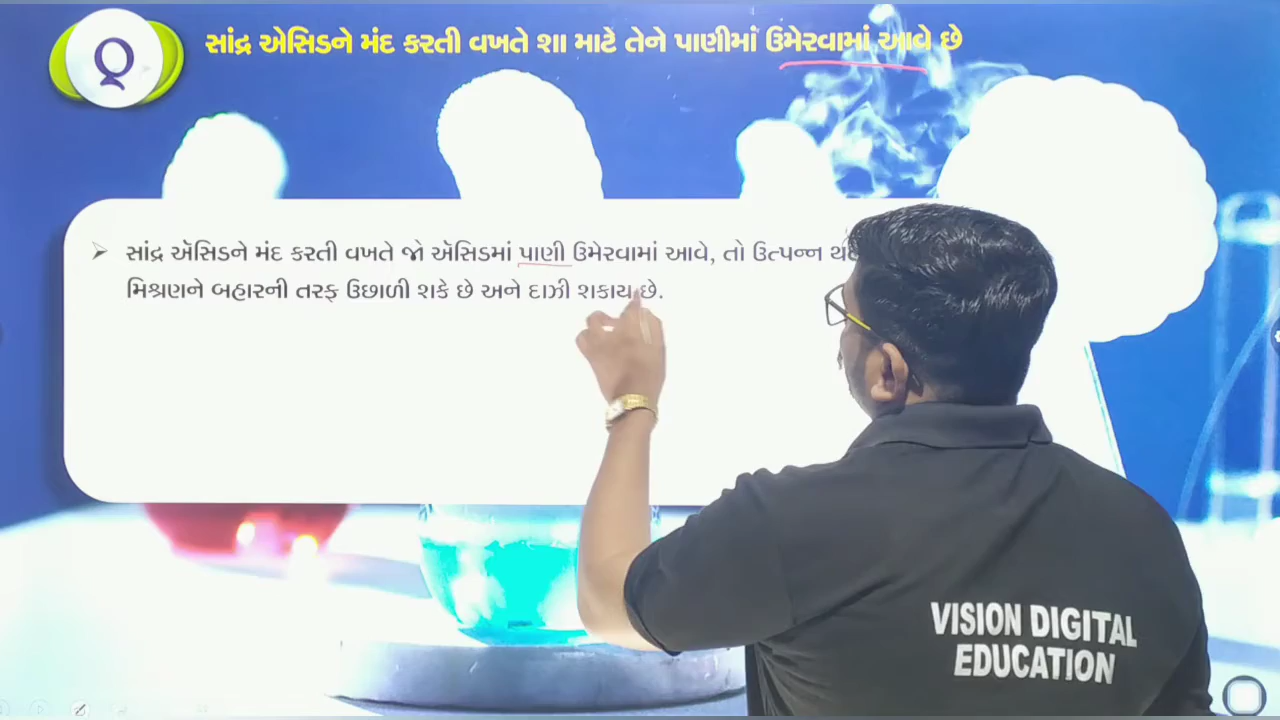 Q
સાંદ્ર એસિડને મંદ કરતી વખતે શા માટે તેને પાણીમાં ઉમેરવામાં આવે છે
➤ સાંદ્ર ઍસિડને મંદ કરતી વખતે જો ઍસિડમાં પાણી ઉમેરવામાં આવે, તો ઉત્પન્ન
મિશ્રણને બહારની તરફ ઉછાળી શકે છે અને દાઝી શકાય છે.
VISION DIGITAL
EDUCATION